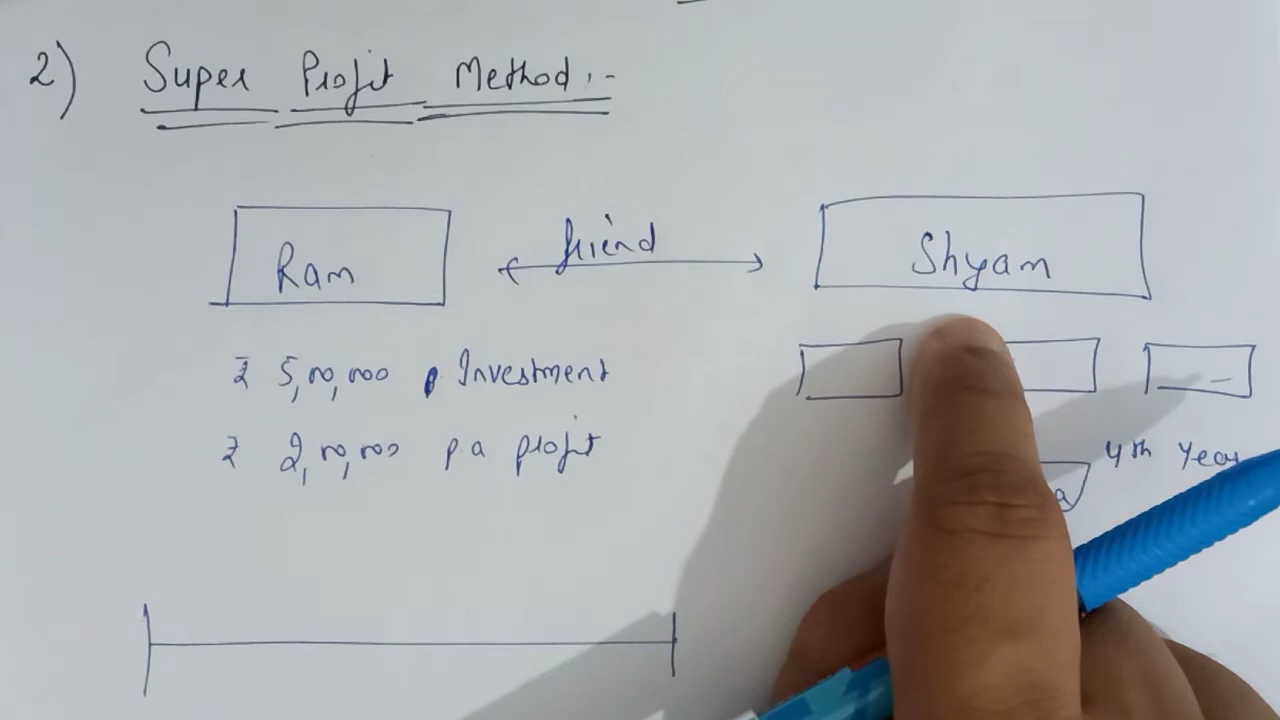 2) Super Profit Method :-
Ram
friend
Shyam
₹ 5,00,000 Investment
₹ 2,00,000 p.a profit
4th Year